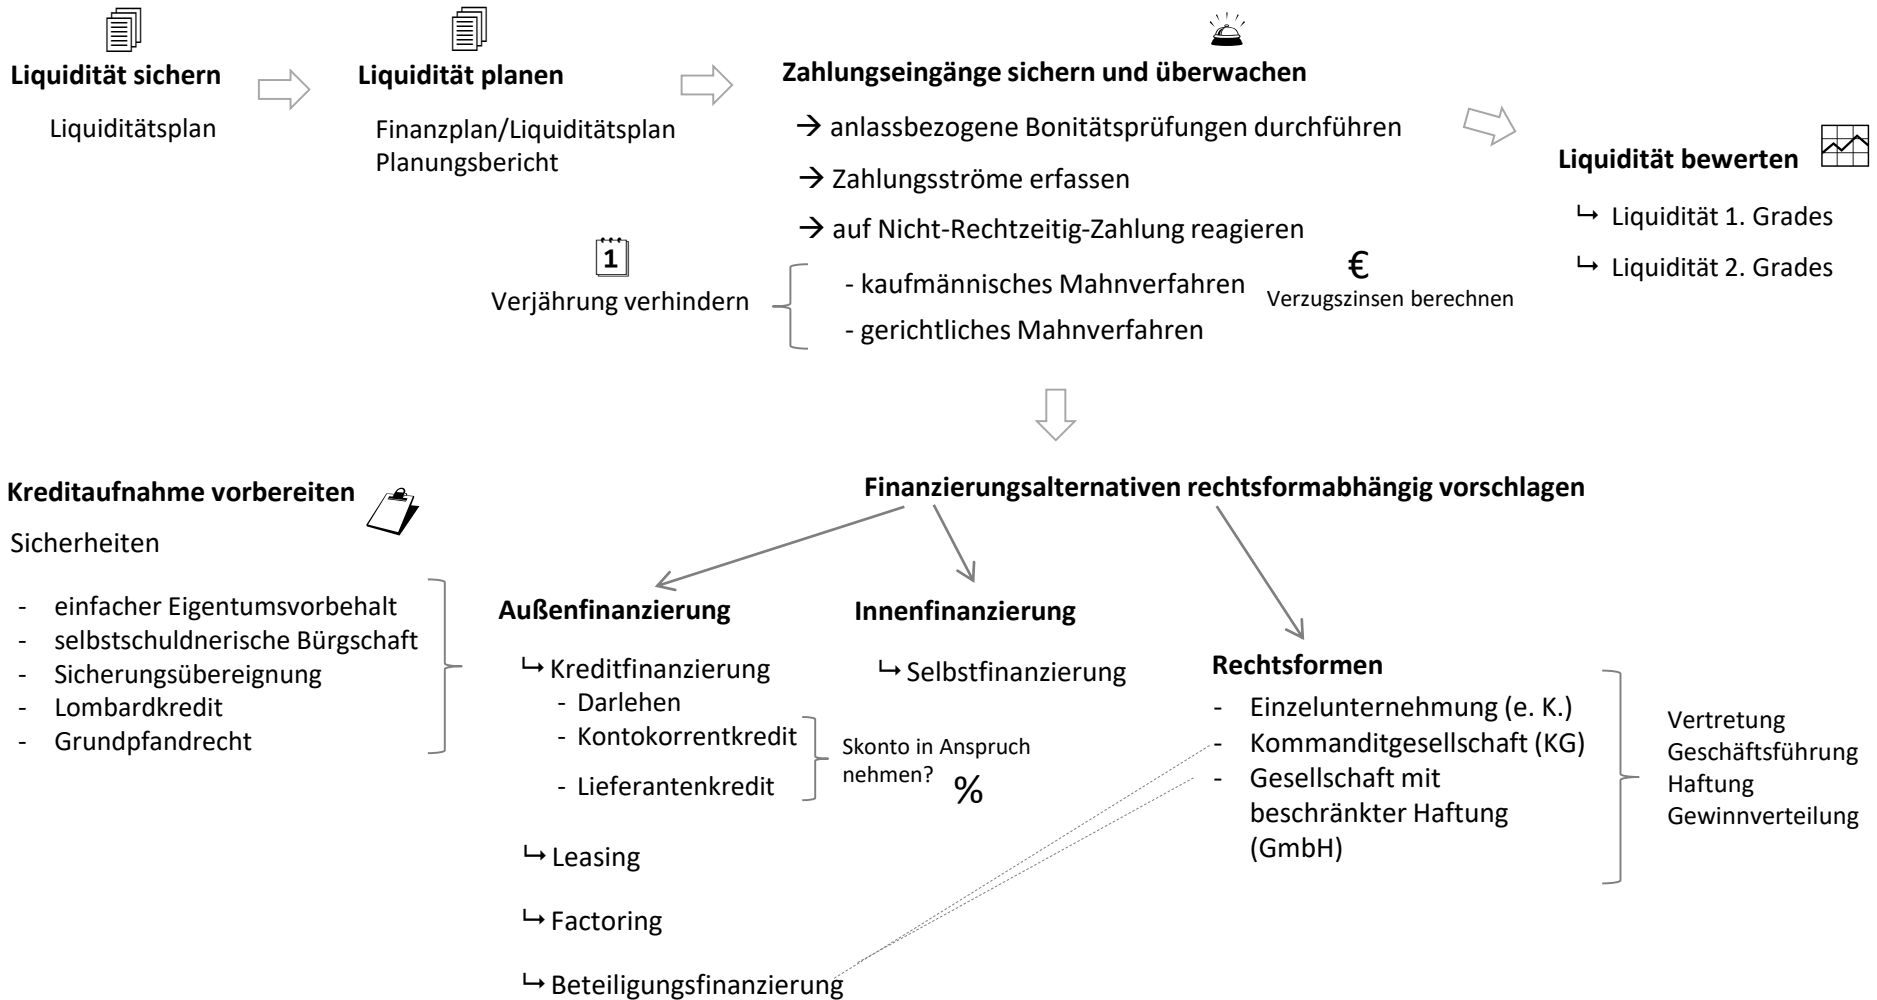 Liquidität sichern
Liquiditätsplan
Liquidität planen
Finanzplan/Liquiditätsplan
Planungsbericht
Zahlungseingänge sichern und überwachen
→ anlassbezogene Bonitätsprüfungen durchführen
→ Zahlungsströme erfassen
→ auf Nicht-Rechtzeitig-Zahlung reagieren
- kaufmännisches Mahnverfahren
- gerichtliches Mahnverfahren
1
Verjährung verhindern
€
Verzugszinsen berechnen
Liquidität bewerten
Liquidität 1. Grades
Liquidität 2. Grades
Kreditaufnahme vorbereiten
Sicherheiten
- einfacher Eigentumsvorbehalt
- selbstschuldnerische Bürgschaft
- Sicherungsübereignung
- Lombardkredit
- Grundpfandrecht
Finanzierungsalternativen rechtsformabhängig vorschlagen
Außenfinanzierung
Kreditfinanzierung
- Darlehen
- Kontokorrentkredit
- Lieferantenkredit
Skonto in Anspruch
nehmen?
%
Leasing
Factoring
Beteiligungsfinanzierung
Innenfinanzierung
Selbstfinanzierung
Rechtsformen
- Einzelunternehmung (e. K.)
- Kommanditgesellschaft (KG)
- Gesellschaft mit
beschränkter Haftung
(GmbH)
Vertretung
Geschäftsführung
Haftung
Gewinnverteilung